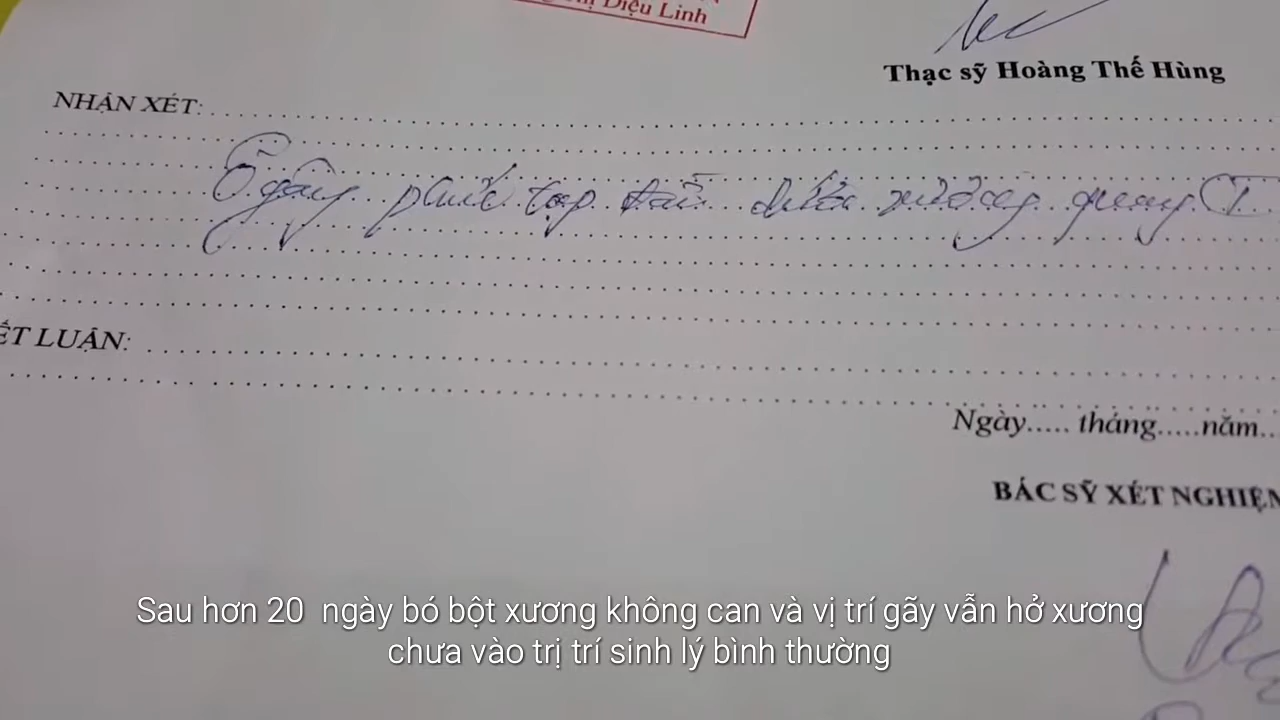 Diệu Linh
Thạc sỹ Hoàng Thế Hùng
NHẬN XÉT:
Ổ gãy phức tạp đầu dưới xương quay (T)
ẾT LUẬN:
Ngày..... tháng.....năm..
BÁC SỸ XÉT NGHIỆM
Sau hơn 20 ngày bó bột xương không can và vị trí gãy vẫn hở xương
chưa vào trị trí sinh lý bình thường